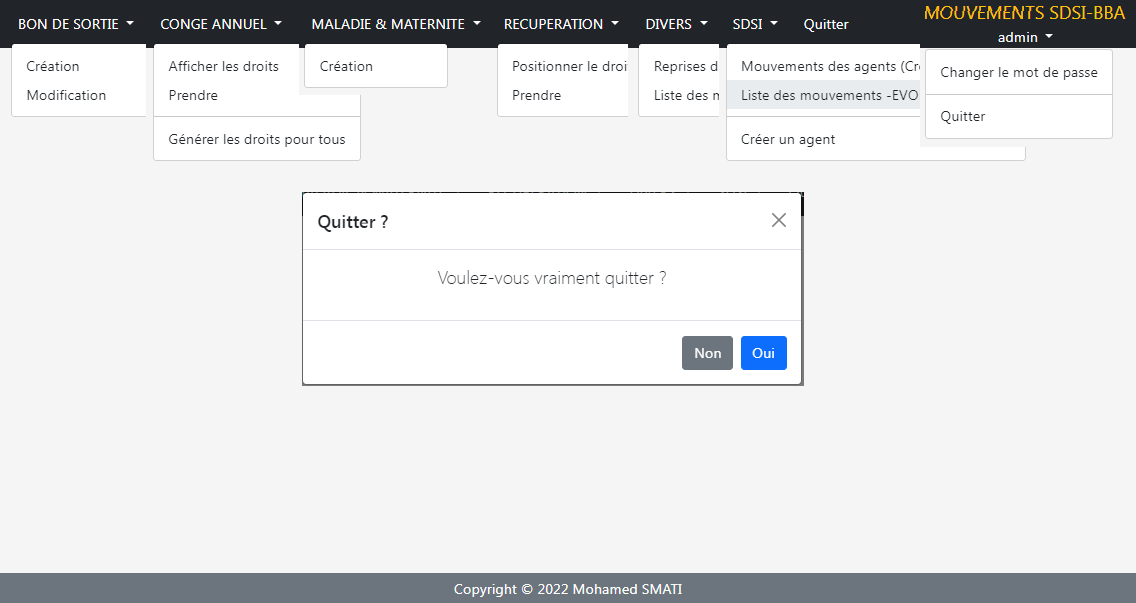 BON DE SORTIE CONGE ANNUEL MALADIE & MATERNITE RECUPERATION DIVERS SDSI Quitter
MOUVEMENTS SDSI-BBA
admin
Création
Modification
Afficher les droits
Prendre
Générer les droits pour tous
Création
Positionner le
Prendre
Reprises
Liste des
Mouvements des agents
Liste des mouvements -EVO
Créer un agent
Changer le mot de passe
Quitter
Quitter ?
Voulez-vous vraiment quitter ?
Non Oui
Copyright © 2022 Mohamed SMATI